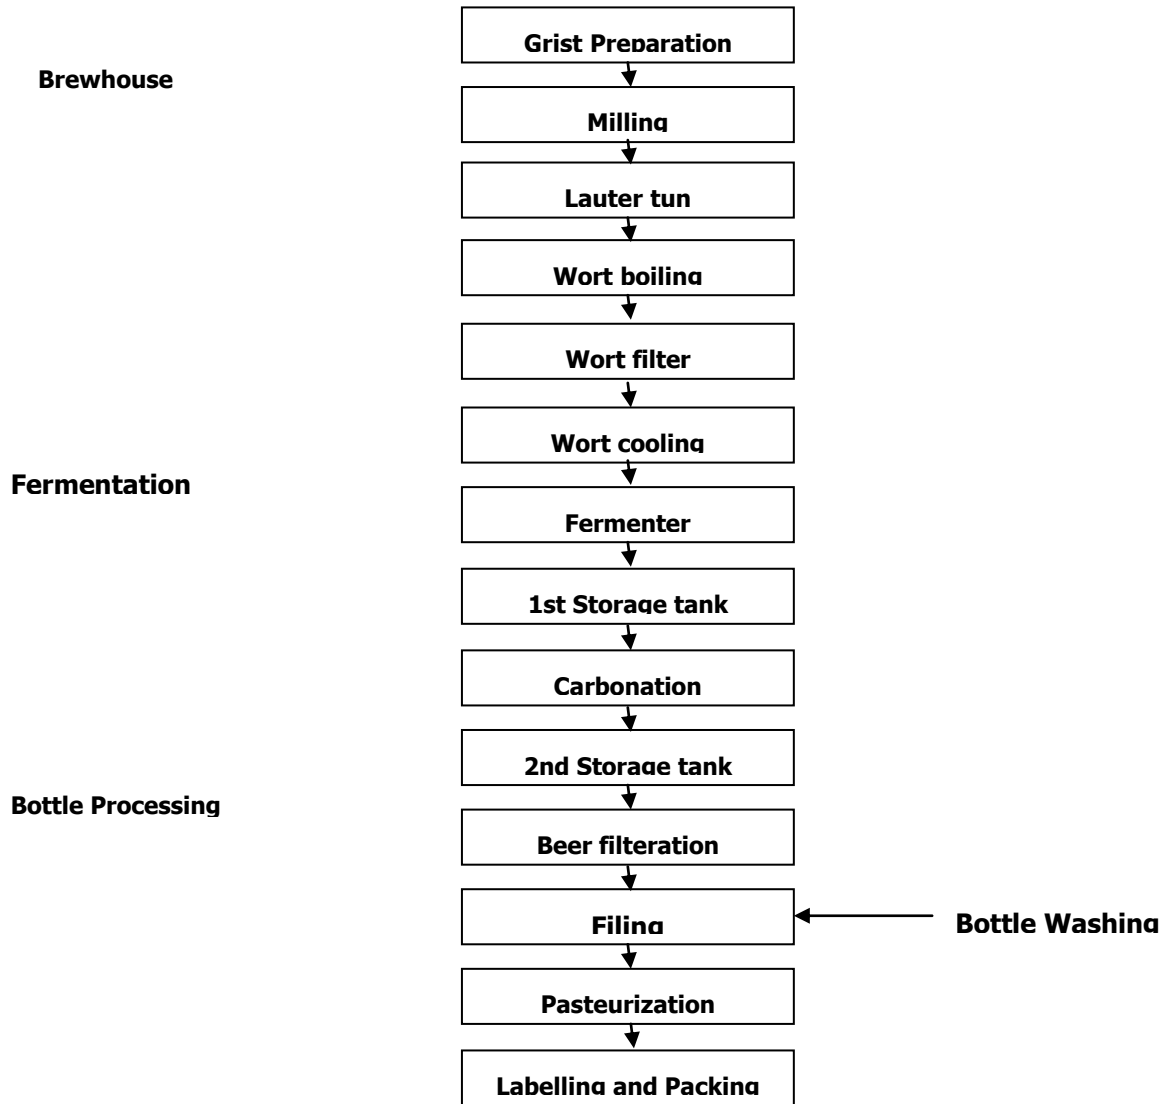 Grist Preparation
Brewhouse
Milling
Lauter tun
Wort boiling
Wort filter
Wort cooling
Fermentation
Fermenter
1st Storage tank
Carbonation
2nd Storage tank
Bottle Processing
Beer filteration
Filing
Bottle Washing
Pasteurization
Labelling and Packing